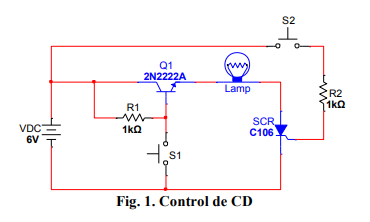 S2
Q1
2N2222A
Lamp
R2
1kΩ
R1
1kΩ
VDC
6V
SCR
C106
S1
Fig. 1. Control de CD